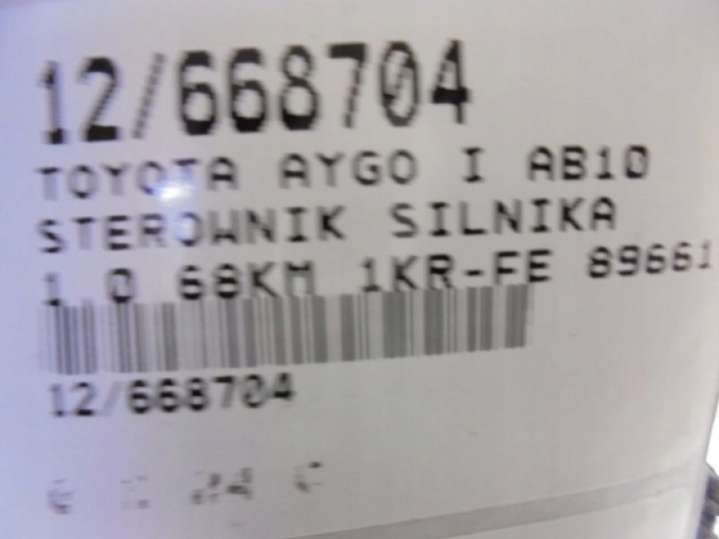 12/668704
TOYOTA AYGO I AB10
STEROWNIK SILNIKA
1.0 68KM 1KR-FE 89661
12/668704